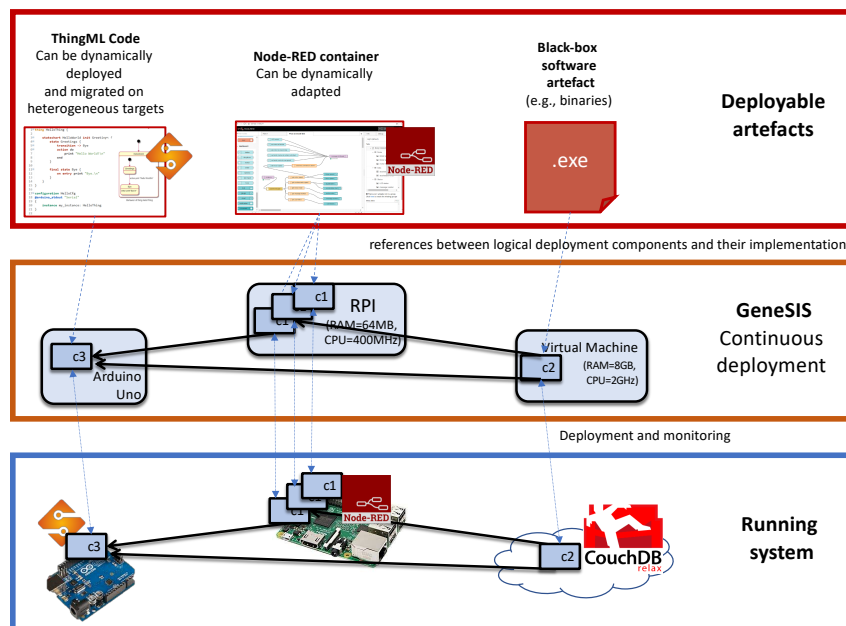 ThingML Code
Can be dynamically
deployed
and migrated on
heterogeneous targets
Node-RED container
Can be dynamically
adapted
Black-box
software
artefact
(e.g., binaries)
Deployable
artefacts
Node-RED
.exe
references between logical deployment components and their implementation
c1
c1
RPI
(RAM=64MB,
CPU=400MHz)
GeneSIS
Continuous
deployment
c3
Arduino
Uno
Virtual Machine
c2
(RAM=8GB,
CPU=2GHz)
Deployment and monitoring
c1
c1
Node-RED
c3
c2
CouchDB
relax
Running
system